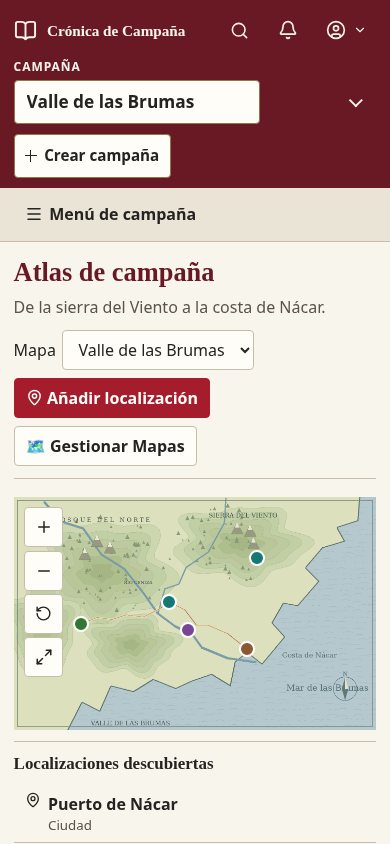 Crónica de Campaña
CAMPAÑA
Valle de las Brumas
Crear campaña
Menú de campaña
Atlas de campaña
De la sierra del Viento a la costa de Nácar.
Mapa Valle de las Brumas
Añadir localización
Gestionar Mapas
OSQUE DEL NORTE
SIERRA DEL VIENTO
Costa de Nácar
N
Mar de las Brumas
VALLE DE LAS BRUMAS
Localizaciones descubiertas
Puerto de Nácar
Ciudad